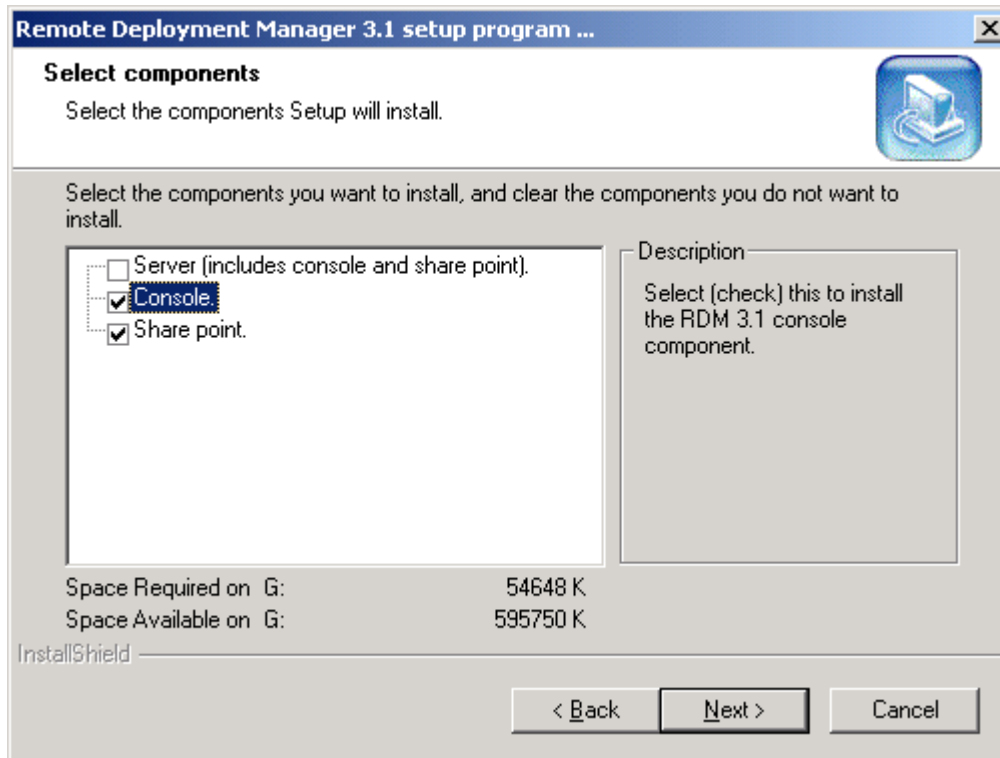 Remote Deployment Manager 3.1 setup program ...
Select components
Select the components Setup will install.
Select the components you want to install, and clear the components you do not want to
install.
Server (includes console and share point).
Console.
Share point.
Description
Select (check) this to install
the RDM 3.1 console
component.
Space Required on G: 54648 K
Space Available on G: 595750 K
InstallShield
< Back Next > Cancel